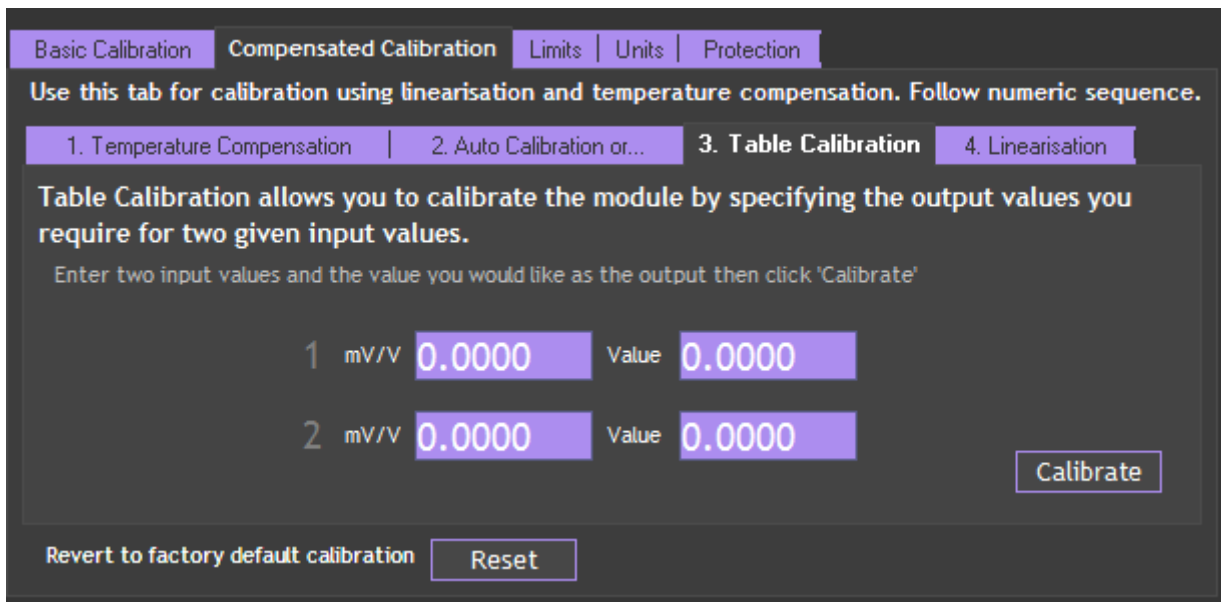 Basic Calibration Compensated Calibration Limits Units Protection
Use this tab for calibration using linearisation and temperature compensation. Follow numeric sequence.
1. Temperature Compensation 2. Auto Calibration or... 3. Table Calibration 4. Linearisation
Table Calibration allows you to calibrate the module by specifying the output values you
require for two given input values.
Enter two input values and the value you would like as the output then click 'Calibrate'
1 mV/V 0.0000 Value 0.0000
2 mV/V 0.0000 Value 0.0000
Calibrate
Revert to factory default calibration Reset